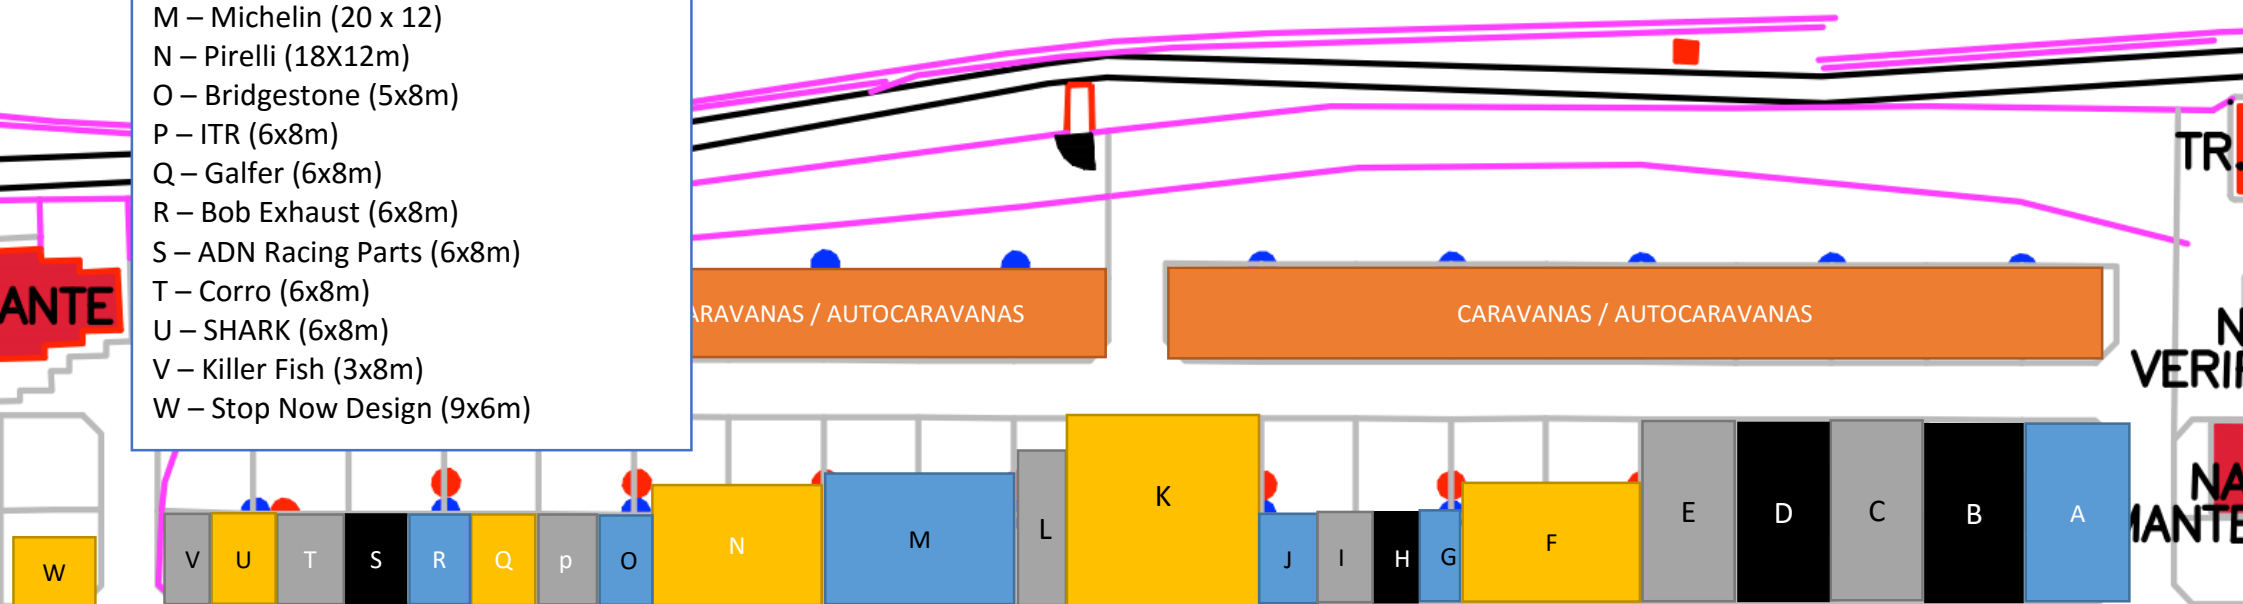 M – Michelin (20 x 12)
N – Pirelli (18X12m)
O – Bridgestone (5x8m)
P – ITR (6x8m)
Q – Galfer (6x8m)
R – Bob Exhaust (6x8m)
S – ADN Racing Parts (6x8m)
T – Corro (6x8m)
U – SHARK (6x8m)
V – Killer Fish (3x8m)
W – Stop Now Design (9x6m)
TR.
ANTE
ARAVANAS / AUTOCARAVANAS
CARAVANAS / AUTOCARAVANAS
N
VERIF
NA
MANTE
W
V
U
T
S
R
Q
p
O
N
M
L
K
J
I
H
G
F
E
D
C
B
A